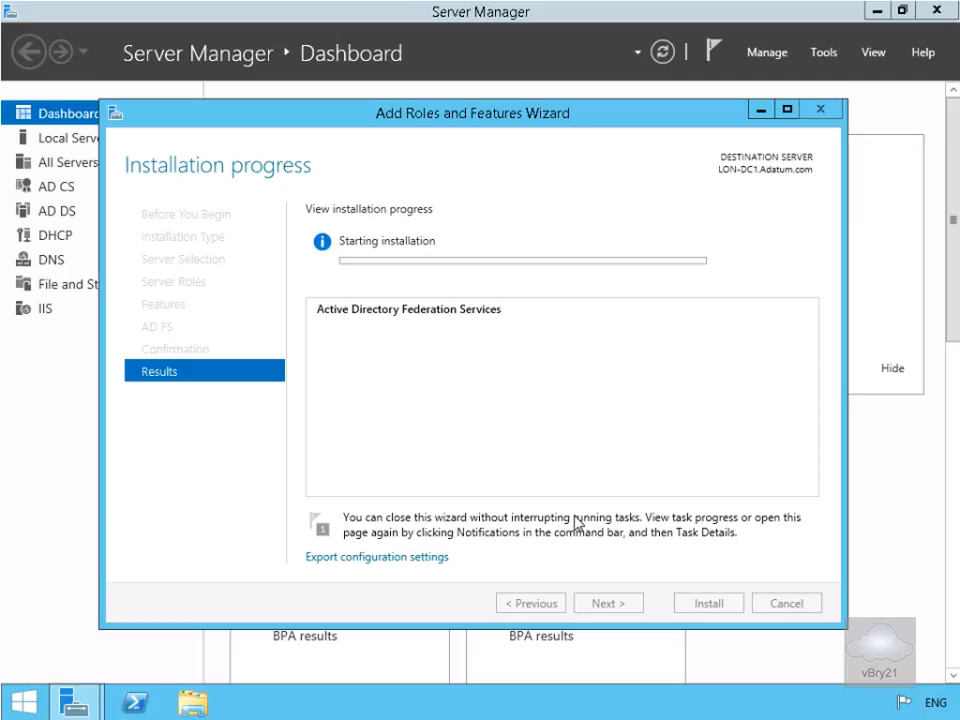 Server Manager
Server Manager ‣ Dashboard
Manage Tools View Help
Dashboard
Local Serve
All Servers
AD CS
AD DS
DHCP
DNS
File and St
IIS
Add Roles and Features Wizard
Installation progress
DESTINATION SERVER
LON-DC1.Adatum.com
Before You Begin
Installation Type
Server Selection
Server Roles
Features
AD FS
Confirmation
Results
View installation progress
Starting installation
Active Directory Federation Services
1
You can close this wizard without interrupting running tasks. View task progress or open this
page again by clicking Notifications in the command bar, and then Task Details.
Export configuration settings
< Previous Next > Install Cancel
Hide
BPA results BPA results
vBry21
ENG